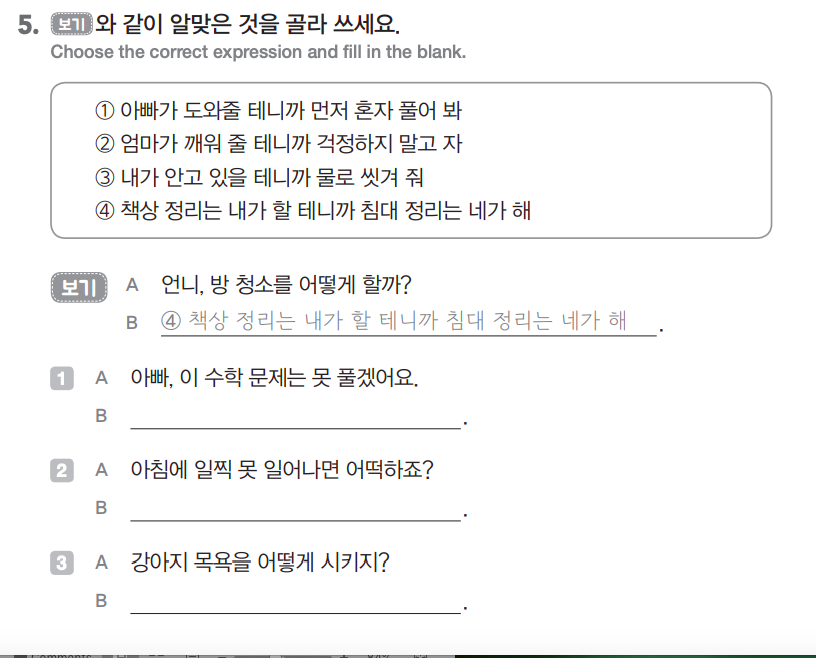 5. 보기와 같이 알맞은 것을 골라 쓰세요.
Choose the correct expression and fill in the blank.
① 아빠가 도와줄 테니까 먼저 혼자 풀어 봐
② 엄마가 깨워 줄 테니까 걱정하지 말고 자
③ 내가 안고 있을 테니까 물로 씻겨 줘
④ 책상 정리는 내가 할 테니까 침대 정리는 네가 해
보기 A 언니, 방 청소를 어떻게 할까?
B ④ 책상 정리는 내가 할 테니까 침대 정리는 네가 해.
1 A 아빠, 이 수학 문제는 못 풀겠어요.
B .
2 A 아침에 일찍 못 일어나면 어떡하죠?
B .
3 A 강아지 목욕을 어떻게 시키지?
B .